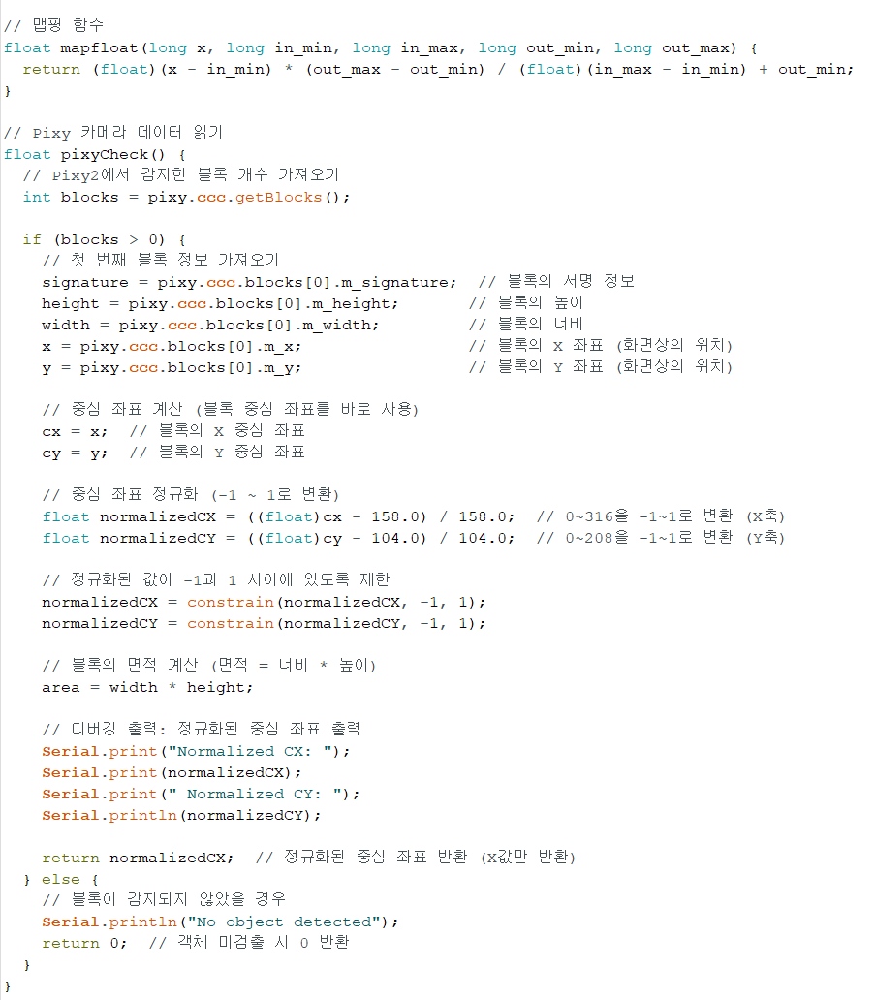 // 맵핑 함수
float mapfloat(long x, long in_min, long in_max, long out_min, long out_max) {
  return (float)(x - in_min) * (out_max - out_min) / (float)(in_max - in_min) + out_min;
}

// Pixy 카메라 데이터 읽기
float pixyCheck() {
  // Pixy2에서 감지한 블록 개수 가져오기
  int blocks = pixy.ccc.getBlocks();

  if (blocks > 0) {
    // 첫 번째 블록 정보 가져오기
    signature = pixy.ccc.blocks[0].m_signature;  // 블록의 서명 정보
    height = pixy.ccc.blocks[0].m_height;       // 블록의 높이
    width = pixy.ccc.blocks[0].m_width;         // 블록의 너비
    x = pixy.ccc.blocks[0].m_x;                 // 블록의 X 좌표 (화면상의 위치)
    y = pixy.ccc.blocks[0].m_y;                 // 블록의 Y 좌표 (화면상의 위치)

    // 중심 좌표 계산 (블록 중심 좌표를 바로 사용)
    cx = x;  // 블록의 X 중심 좌표
    cy = y;  // 블록의 Y 중심 좌표

    // 중심 좌표 정규화 (-1 ~ 1로 변환)
    float normalizedCX = ((float)cx - 158.0) / 158.0;  // 0~316을 -1~1로 변환 (X축)
    float normalizedCY = ((float)cy - 104.0) / 104.0;  // 0~208을 -1~1로 변환 (Y축)

    // 정규화된 값이 -1과 1 사이에 있도록 제한
    normalizedCX = constrain(normalizedCX, -1, 1);
    normalizedCY = constrain(normalizedCY, -1, 1);

    // 블록의 면적 계산 (면적 = 너비 * 높이)
    area = width * height;

    // 디버깅 출력: 정규화된 중심 좌표 출력
    Serial.print("Normalized CX: ");
    Serial.print(normalizedCX);
    Serial.print(" Normalized CY: ");
    Serial.println(normalizedCY);

    return normalizedCX;  // 정규화된 중심 좌표 반환 (X값만 반환)
  } else {
    // 블록이 감지되지 않았을 경우
    Serial.println("No object detected");
    return 0;  // 객체 미검출 시 0 반환
  }
}